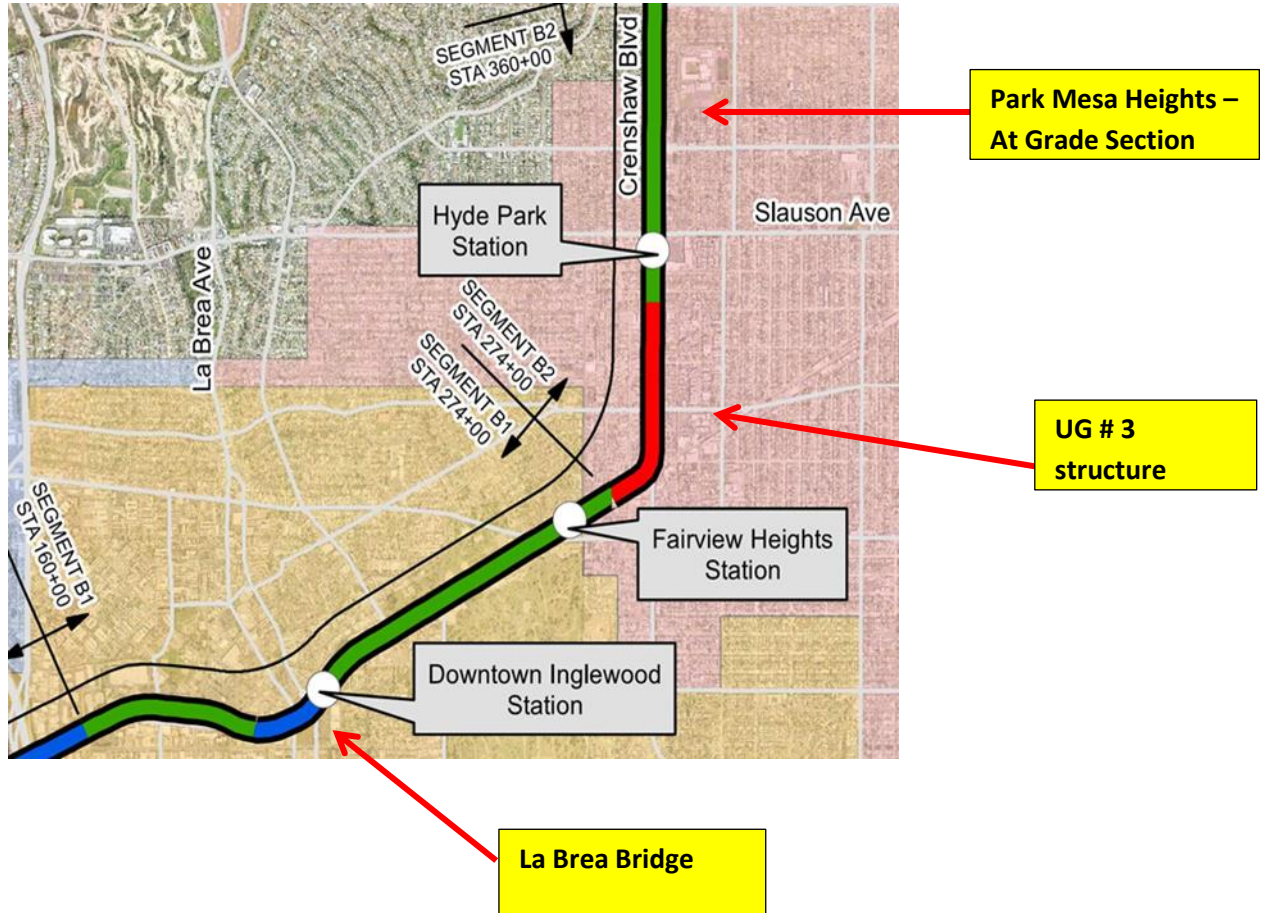 SEGMENT B2
STA 360+00
Crenshaw Blvd
Park Mesa Heights –
At Grade Section
Hyde Park
Station
Slauson Ave
La Brea Ave
SEGMENT B2
STA 274+00
SEGMENT B1
STA 274+00
UG # 3
structure
SEGMENT B1
STA 160+00
Fairview Heights
Station
Downtown Inglewood
Station
La Brea Bridge